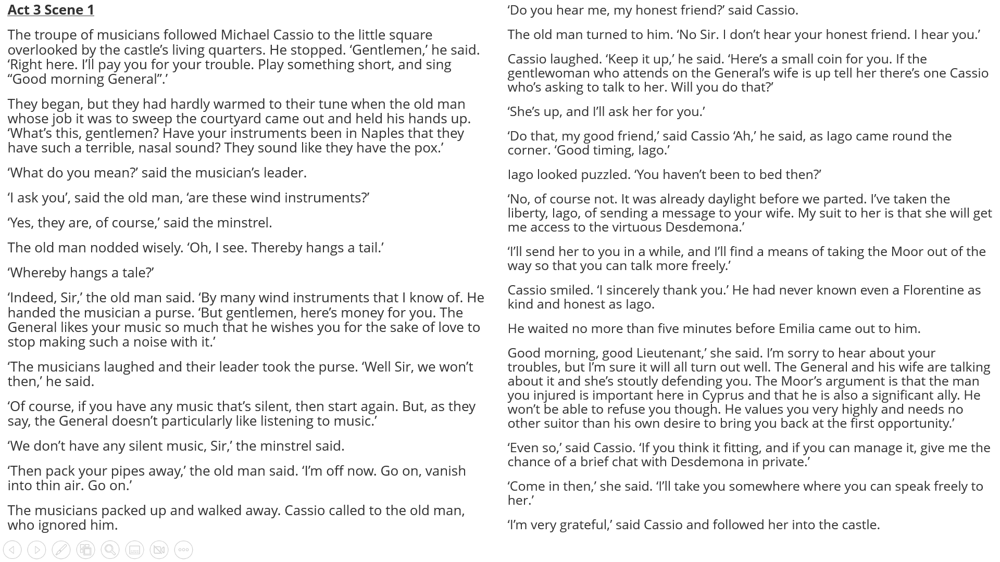 Act 3 Scene 1
The troupe of musicians followed Michael Cassio to the little square
overlooked by the castle’s living quarters. He stopped. ‘Gentlemen,’ he said.
‘Right here. I’ll pay you for your trouble. Play something short, and sing
“Good morning General”.’
They began, but they had hardly warmed to their tune when the old man
whose job it was to sweep the courtyard came out and held his hands up.
‘What’s this, gentlemen? Have your instruments been in Naples that they
have such a terrible, nasal sound? They sound like they have the pox.’
‘What do you mean?’ said the musician’s leader.
‘I ask you’, said the old man, ‘are these wind instruments?’
‘Yes, they are, of course,’ said the minstrel.
The old man nodded wisely. ‘Oh, I see. Thereby hangs a tail.’
‘Whereby hangs a tale?’
‘Indeed, Sir,’ the old man said. ‘By many wind instruments that I know of. He
handed the musician a purse. ‘But gentlemen, here’s money for you. The
General likes your music so much that he wishes you for the sake of love to
stop making such a noise with it.’
‘The musicians laughed and their leader took the purse. ‘Well Sir, we won’t
then,’ he said.
‘Of course, if you have any music that’s silent, then start again. But, as they
say, the General doesn’t particularly like listening to music.’
‘We don’t have any silent music, Sir,’ the minstrel said.
‘Then pack your pipes away,’ the old man said. ‘I’m off now. Go on, vanish
into thin air. Go on.’
The musicians packed up and walked away. Cassio called to the old man,
who ignored him.
‘Do you hear me, my honest friend?’ said Cassio.
The old man turned to him. ‘No Sir. I don’t hear your honest friend. I hear you.’
Cassio laughed. ‘Keep it up,’ he said. ‘Here’s a small coin for you. If the
gentlewoman who attends on the General’s wife is up tell her there’s one Cassio
who’s asking to talk to her. Will you do that?’
‘She’s up, and I’ll ask her for you.’
‘Do that, my good friend,’ said Cassio ‘Ah,’ he said, as Iago came round the
corner. ‘Good timing, Iago.’
Iago looked puzzled. ‘You haven’t been to bed then?’
‘No, of course not. It was already daylight before we parted. I’ve taken the
liberty, Iago, of sending a message to your wife. My suit to her is that she will get
me access to the virtuous Desdemona.’
‘I’ll send her to you in a while, and I’ll find a means of taking the Moor out of the
way so that you can talk more freely.’
Cassio smiled. ‘I sincerely thank you.’ He had never known even a Florentine as
kind and honest as Iago.
He waited no more than five minutes before Emilia came out to him.
Good morning, good Lieutenant,’ she said. I’m sorry to hear about your
troubles, but I’m sure it will all turn out well. The General and his wife are talking
about it and she’s stoutly defending you. The Moor’s argument is that the man
you injured is important here in Cyprus and that he is also a significant ally. He
won’t be able to refuse you though. He values you very highly and needs no
other suitor than his own desire to bring you back at the first opportunity.’
‘Even so,’ said Cassio. ‘If you think it fitting, and if you can manage it, give me the
chance of a brief chat with Desdemona in private.’
‘Come in then,’ she said. ‘I’ll take you somewhere where you can speak freely to
her.’
‘I’m very grateful,’ said Cassio and followed her into the castle.